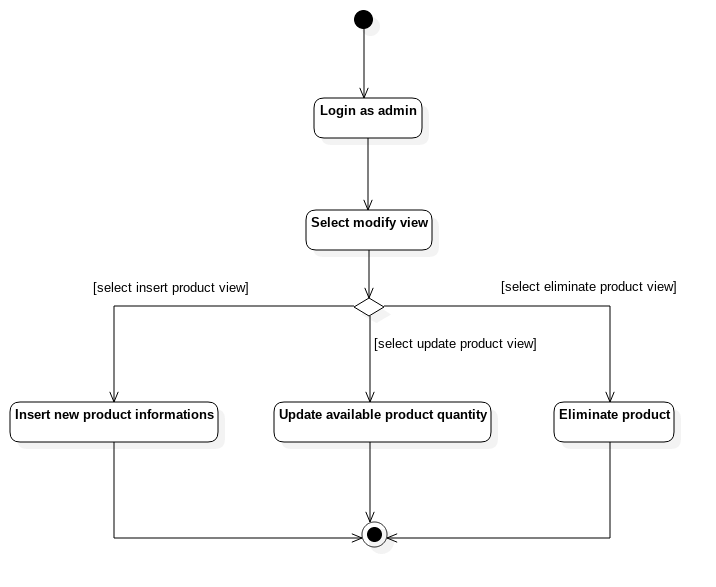 Login as admin
Select modify view
[select insert product view]
[select eliminate product view]
[select update product view]
Insert new product informations
Update available product quantity
Eliminate product